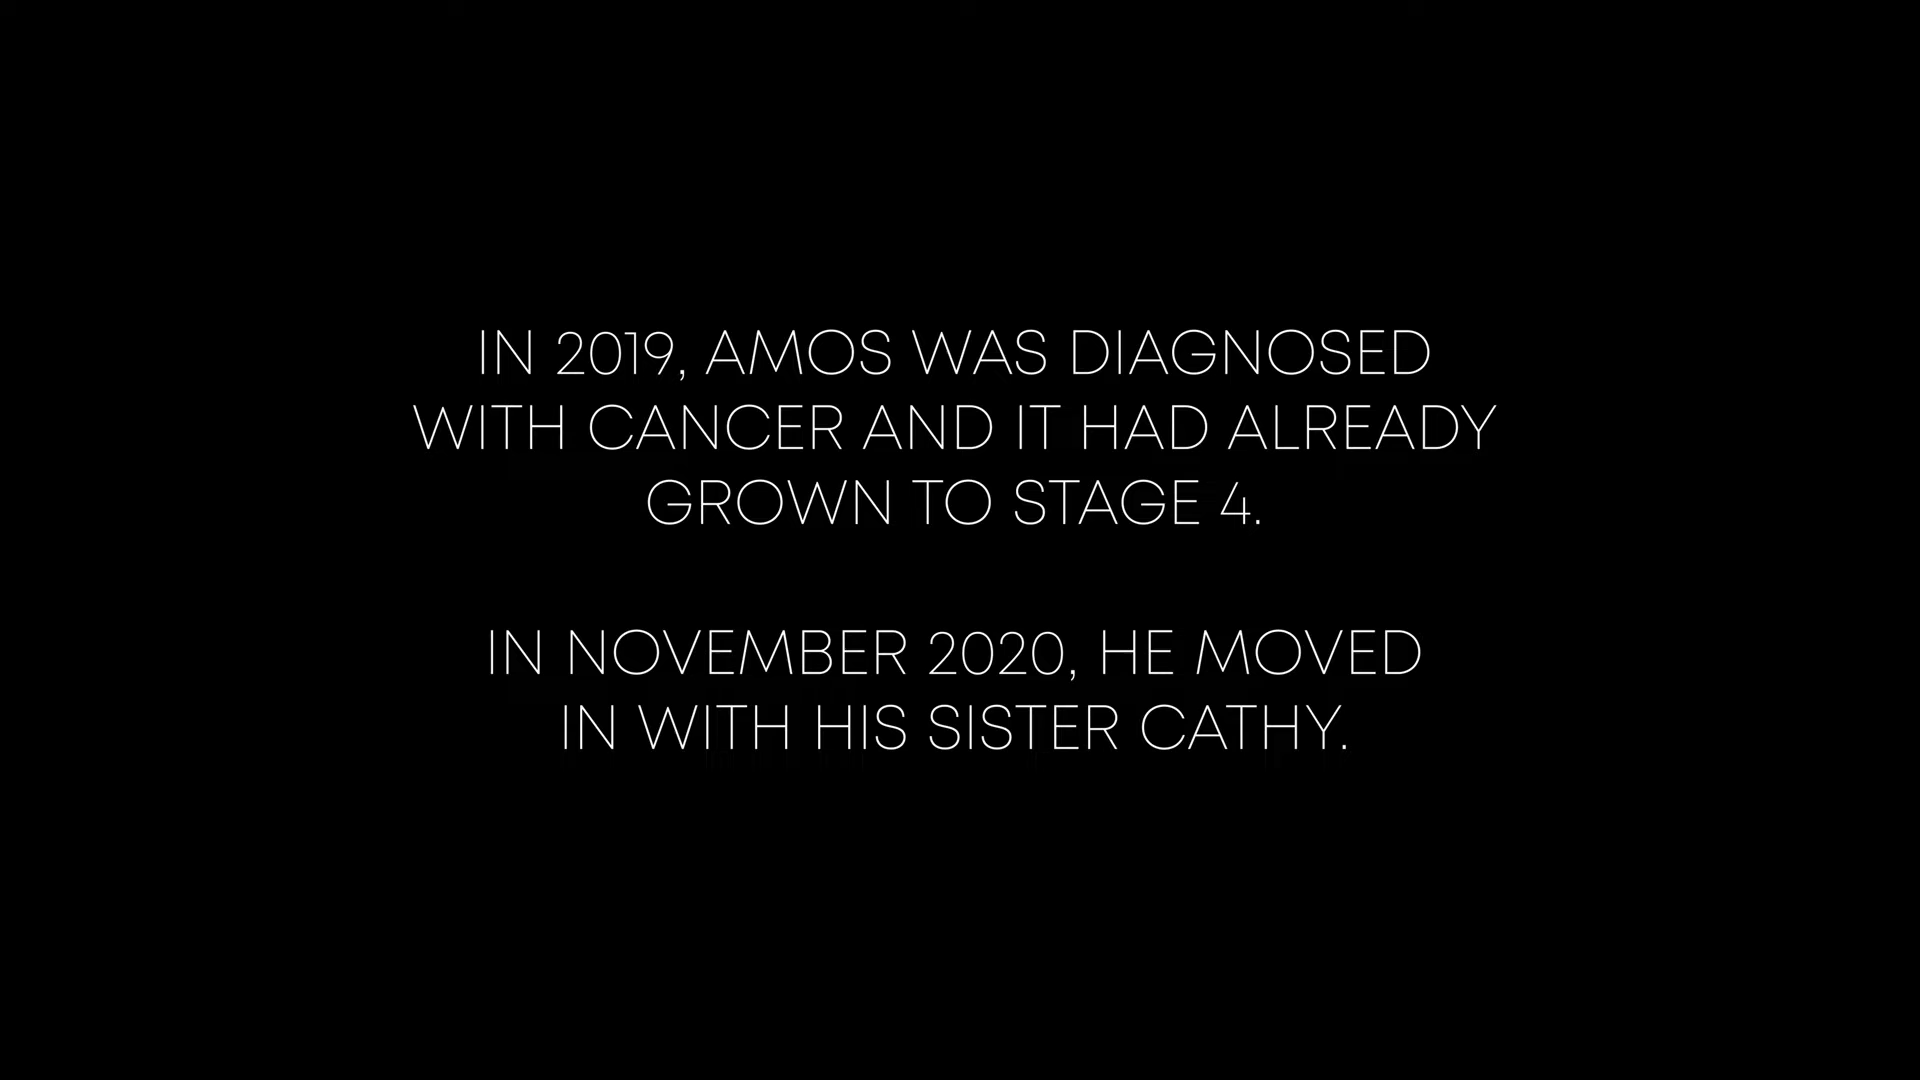 IN 2019, AMOS WAS DIAGNOSED
WITH CANCER AND IT HAD ALREADY
GROWN TO STAGE 4.
IN NOVEMBER 2020, HE MOVED
IN WITH HIS SISTER CATHY.